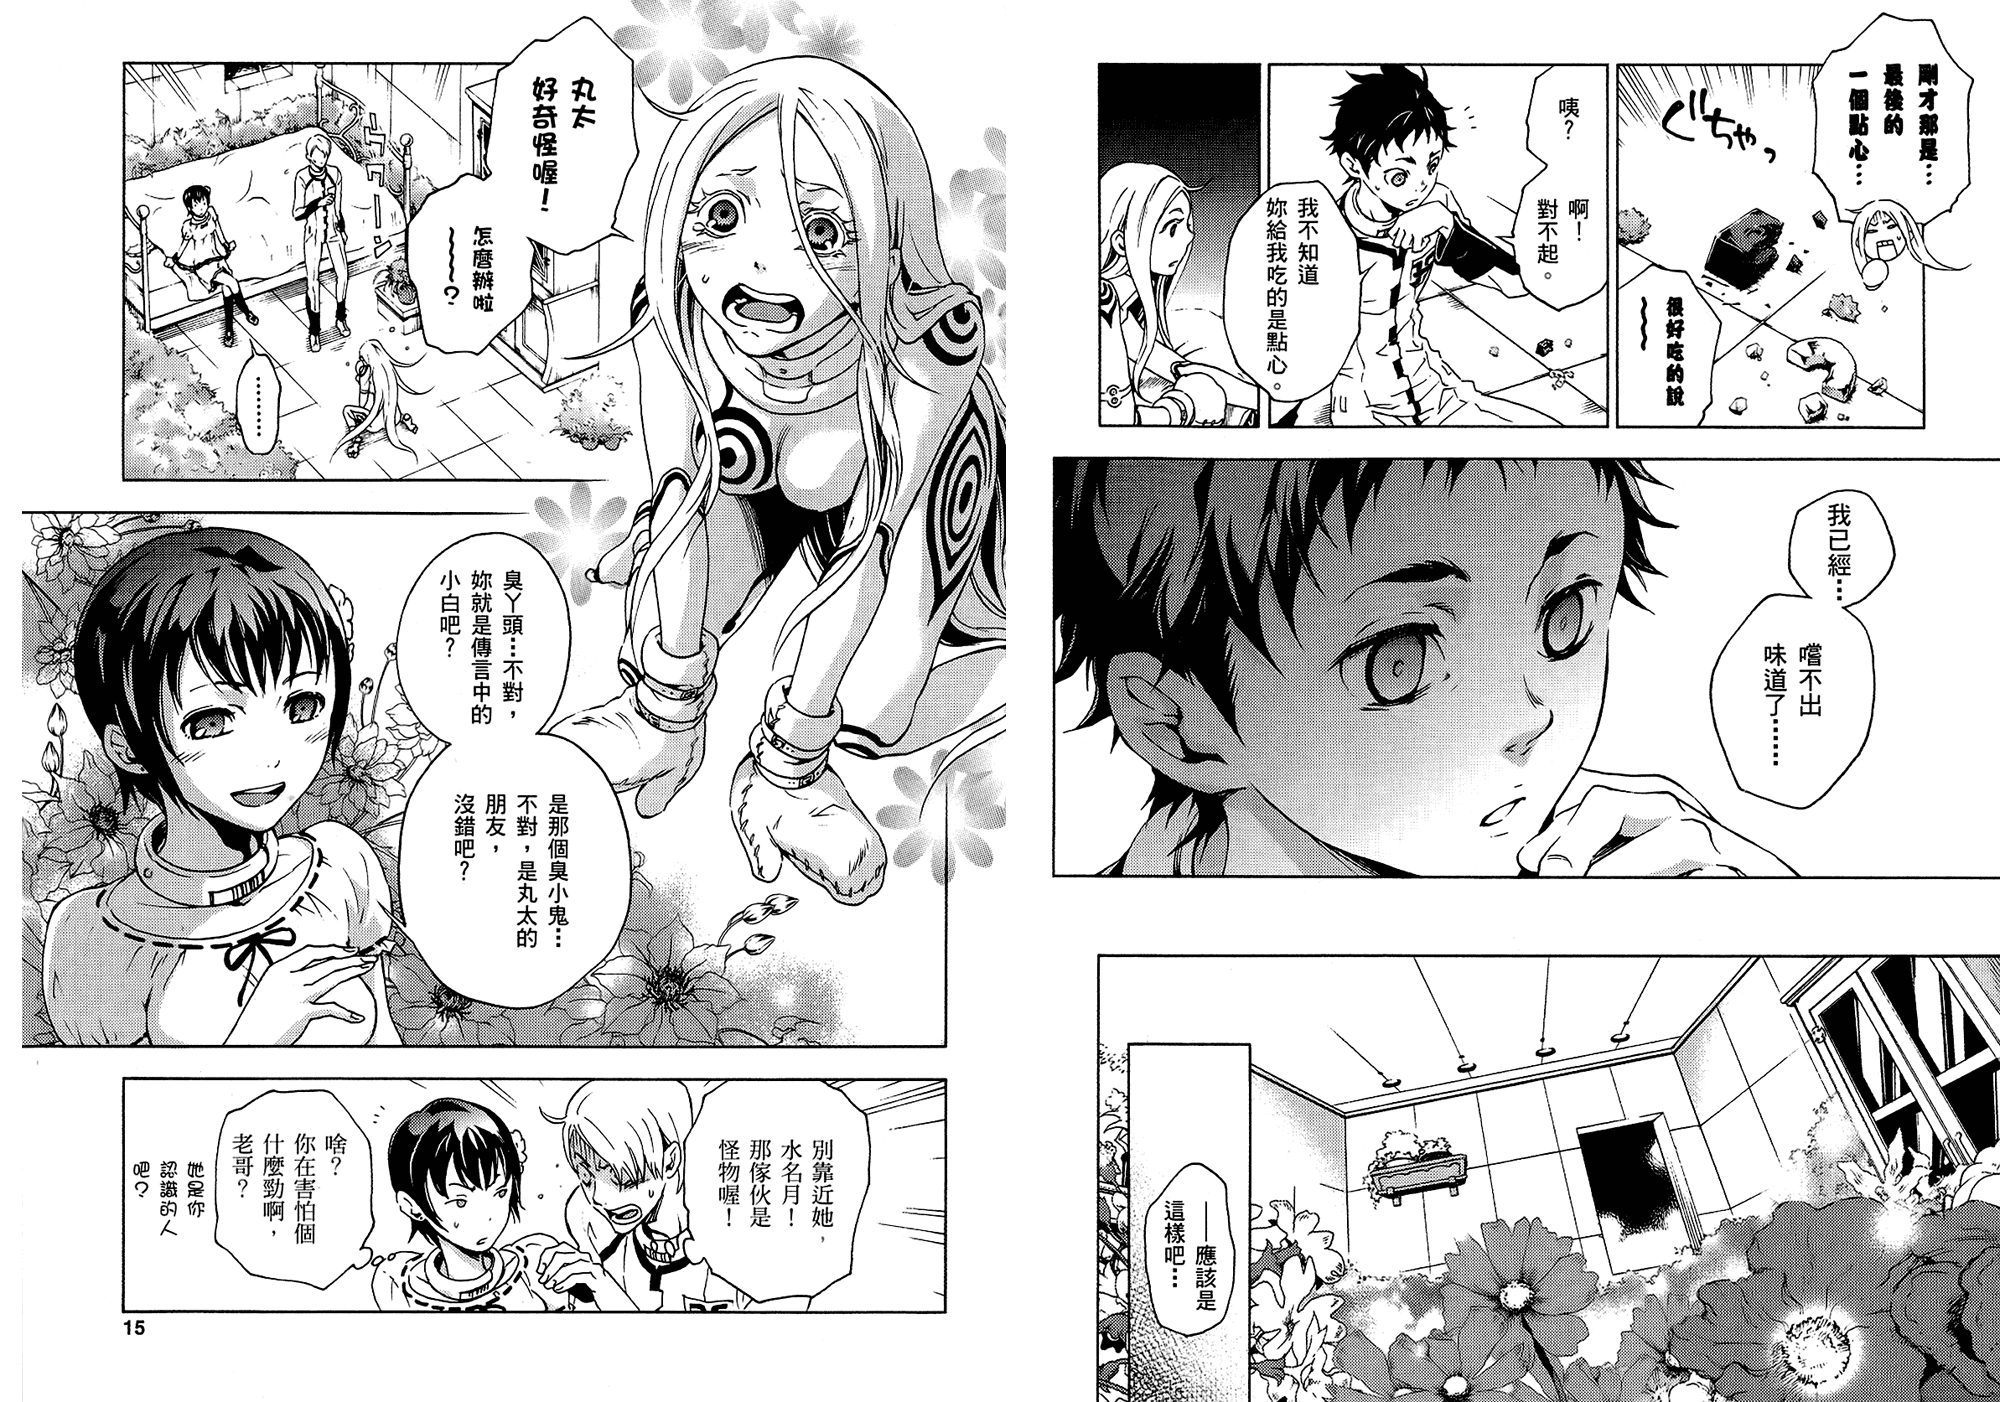 剛才那是…
最後的
一個點心…
ぐちゃっ
很好吃的說
～～～
咦？
啊！
對不起。
我不知道
妳給我吃的是點心。
我已經…
嚐不出
味道了……
——應該是
這樣吧…
丸太
好奇怪喔！
怎麼辦啦
～～～？
………
臭丫頭…不對，
妳就是傳言中的
小白吧？
是那個臭小鬼…
不對，是丸太的
朋友，
沒錯吧？
別靠近她，
水名月！
那傢伙是
怪物喔！
啥？
你在害怕個
什麼勁啊，
老哥？
她是你
認識的人
吧？
15